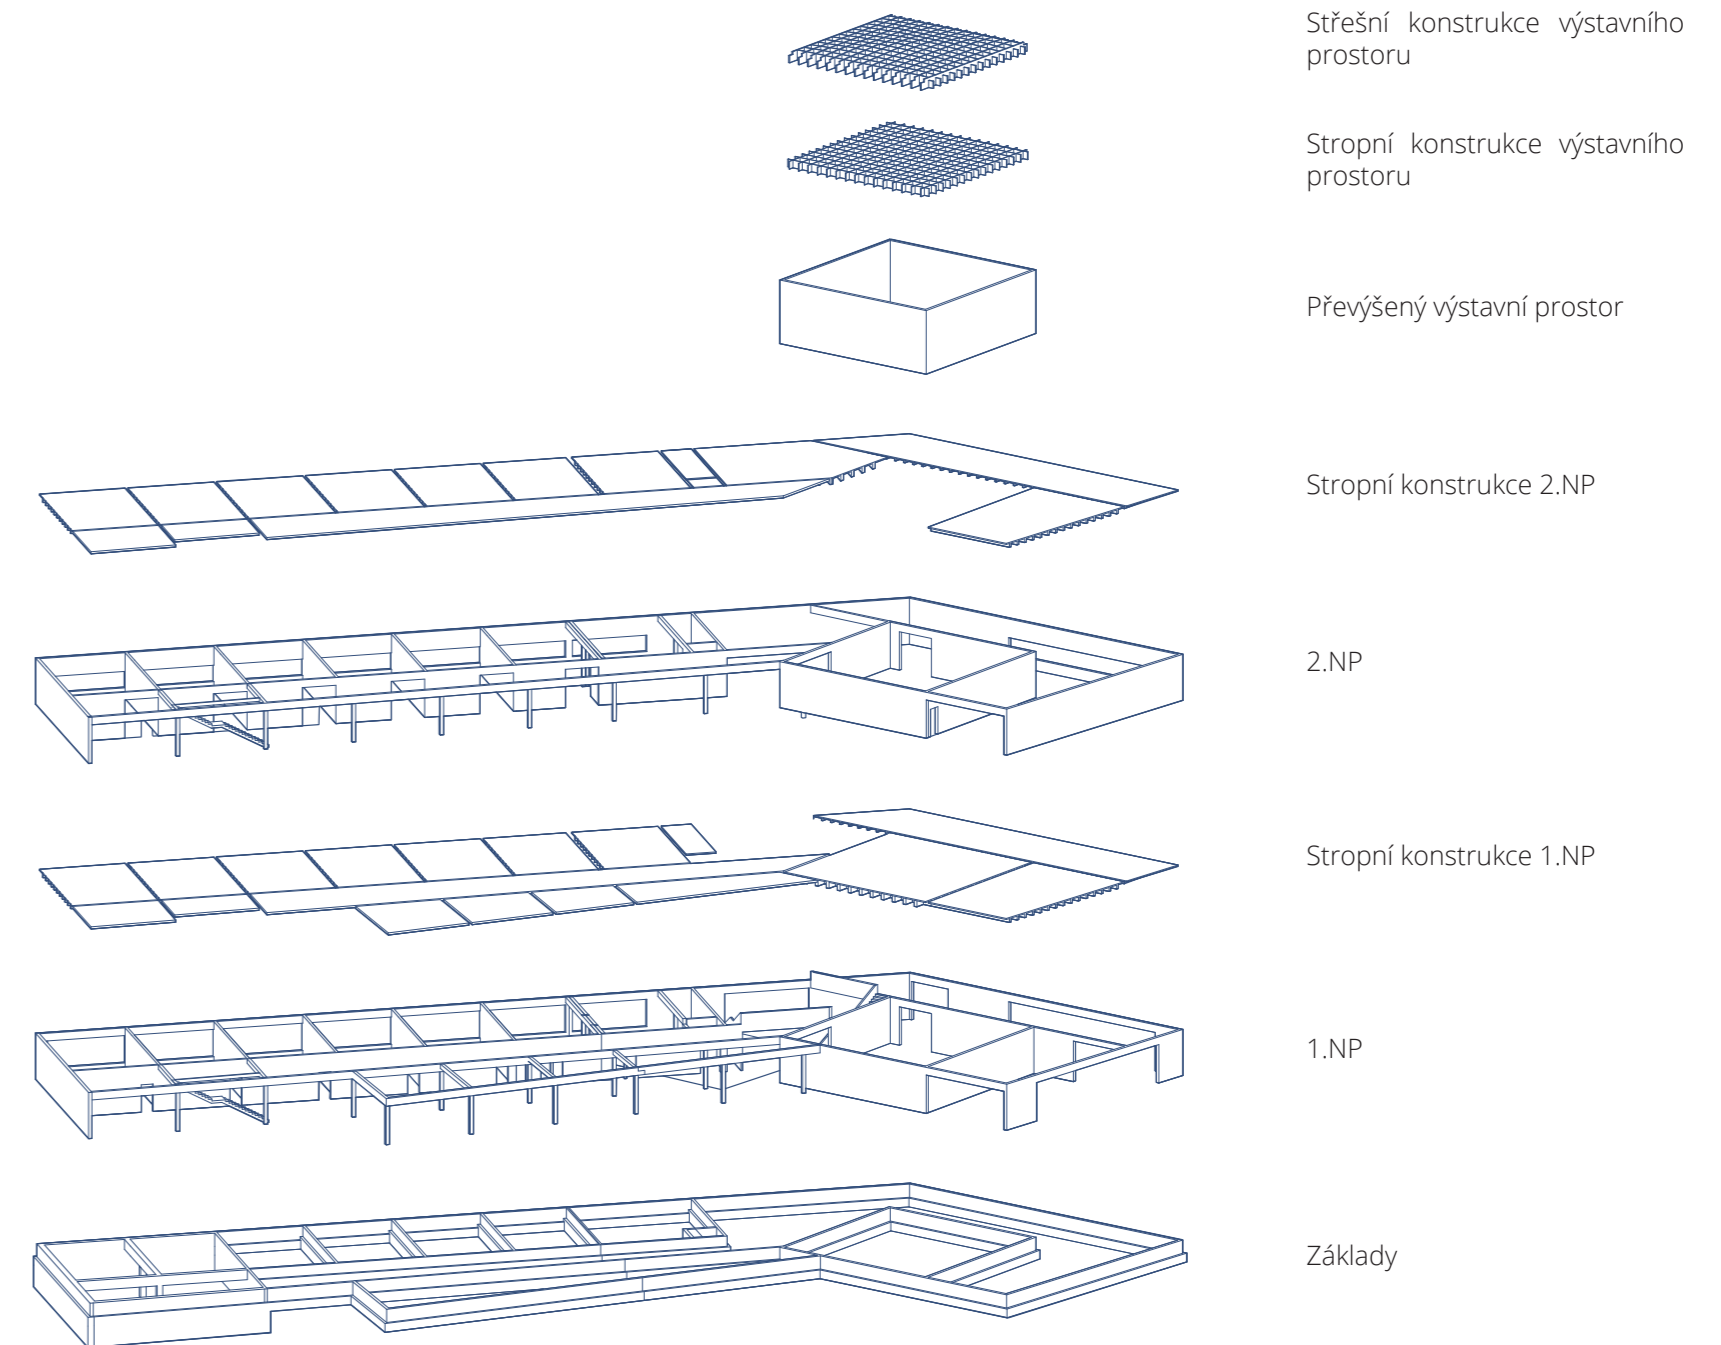 Střešní konstrukce výstavního
prostoru
Stropní konstrukce výstavního
prostoru
Převýšený výstavní prostor
Stropní konstrukce 2.NP
2.NP
Stropní konstrukce 1.NP
1.NP
Základy